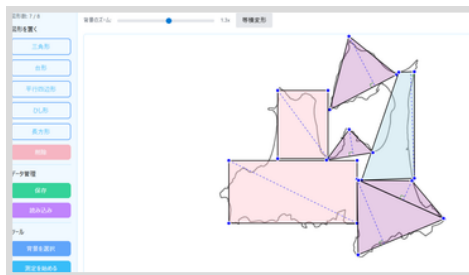 図形数: 7 / 8
背景のズーム:
1.3x
等積変形
図形を置く
三角形
台形
平行四辺形
ひし形
長方形
削除
データ管理
保存
読み込み
ツール
背景を選択